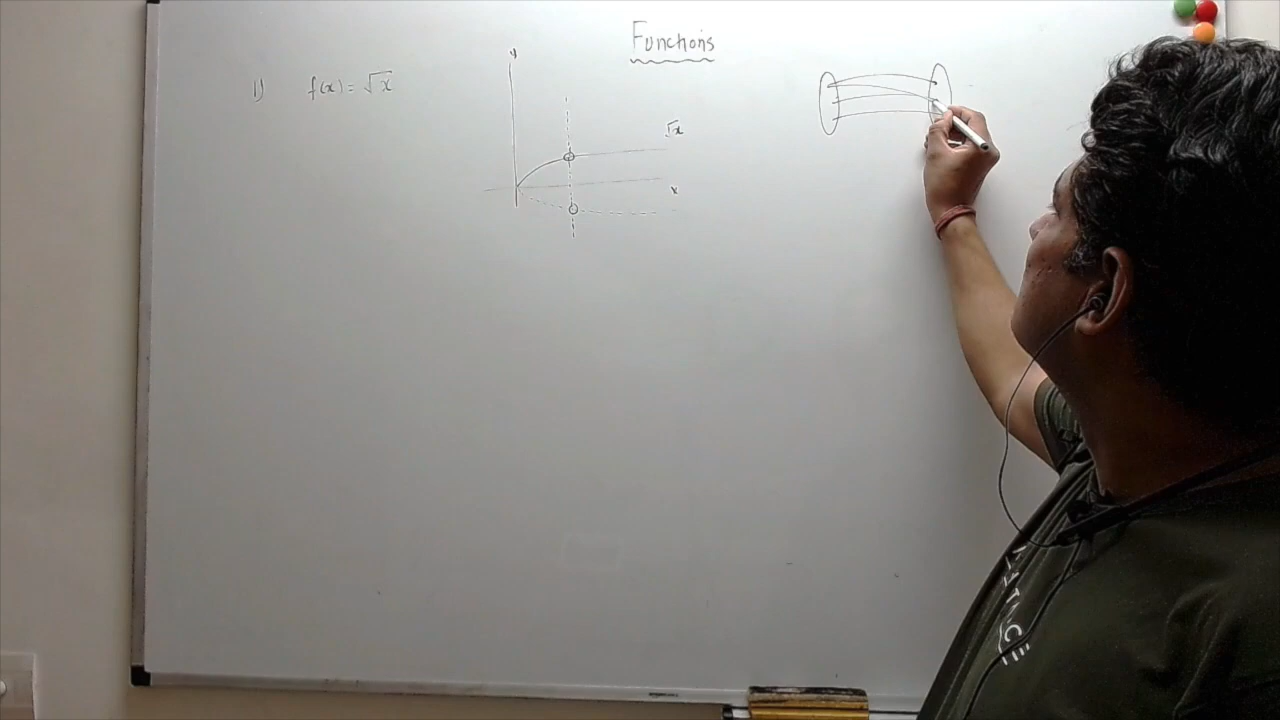 Functions
1) f(x) = √x
y
√x
x